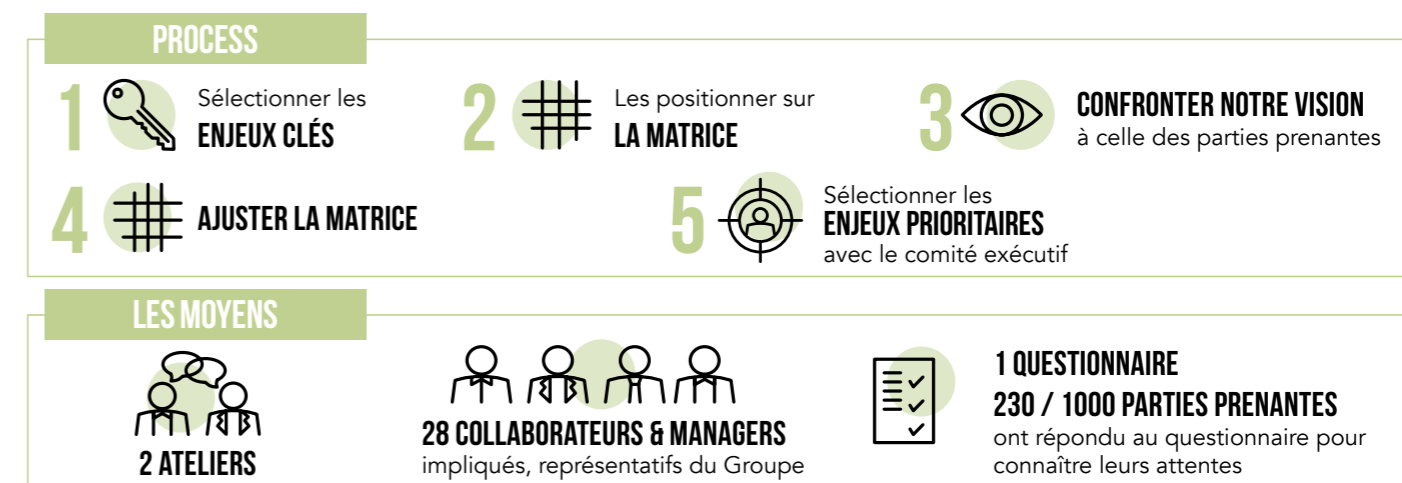 PROCESS
1
Sélectionner les
ENJEUX CLÉS
2
Les positionner sur
LA MATRICE
3
CONFRONTER NOTRE VISION
à celle des parties prenantes
4
AJUSTER LA MATRICE
5
Sélectionner les
ENJEUX PRIORITAIRES
avec le comité exécutif
LES MOYENS
2 ATELIERS
28 COLLABORATEURS & MANAGERS
impliqués, représentatifs du Groupe
1 QUESTIONNAIRE
230 / 1000 PARTIES PRENANTES
ont répondu au questionnaire pour
connaître leurs attentes